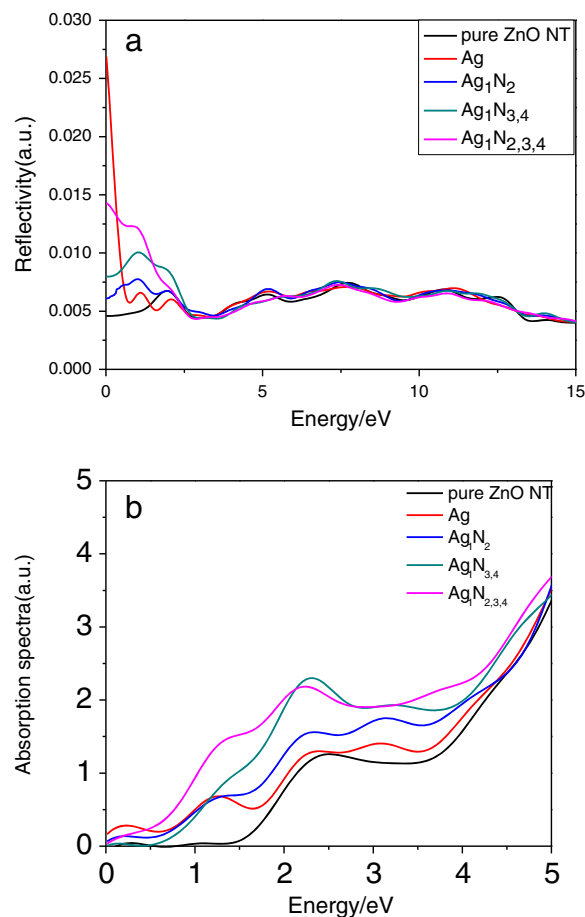 a
pure ZnO NT
Ag
Ag₁N₂
Ag₁N₃,₄
Ag₁N₂,₃,₄
0.030
0.025
0.020
0.015
0.010
0.005
0.000
Reflectivity(a.u.)
0 5 10 15
Energy/eV
b
pure ZnO NT
Ag
Ag₁N₂
Ag₁N₃,₄
Ag₁N₂,₃,₄
5
4
3
2
1
0
Absorption spectra(a.u.)
0 1 2 3 4 5
Energy/eV